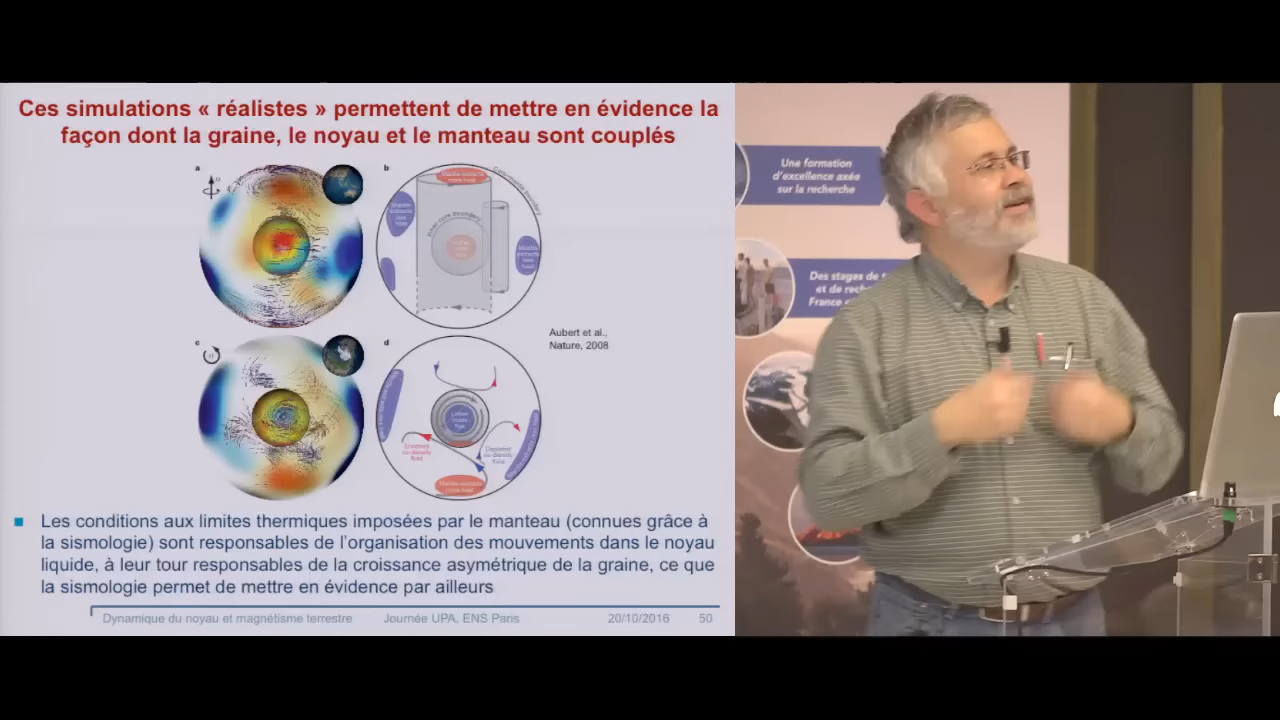 Ces simulations « réalistes » permettent de mettre en évidence la
façon dont la graine, le noyau et le manteau sont couplés
a
b
Aubert et al.,
Nature, 2008
c
d
Les conditions aux limites thermiques imposées par le manteau (connues grâce à
la sismologie) sont responsables de l'organisation des mouvements dans le noyau
liquide, à leur tour responsables de la croissance asymétrique de la graine, ce que
la sismologie permet de mettre en évidence par ailleurs
Dynamique du noyau et magnétisme terrestre Journée UPA, ENS Paris 20/10/2016 50
Une formation
d'excellence axée
sur la recherche
Des stages de
et de
France